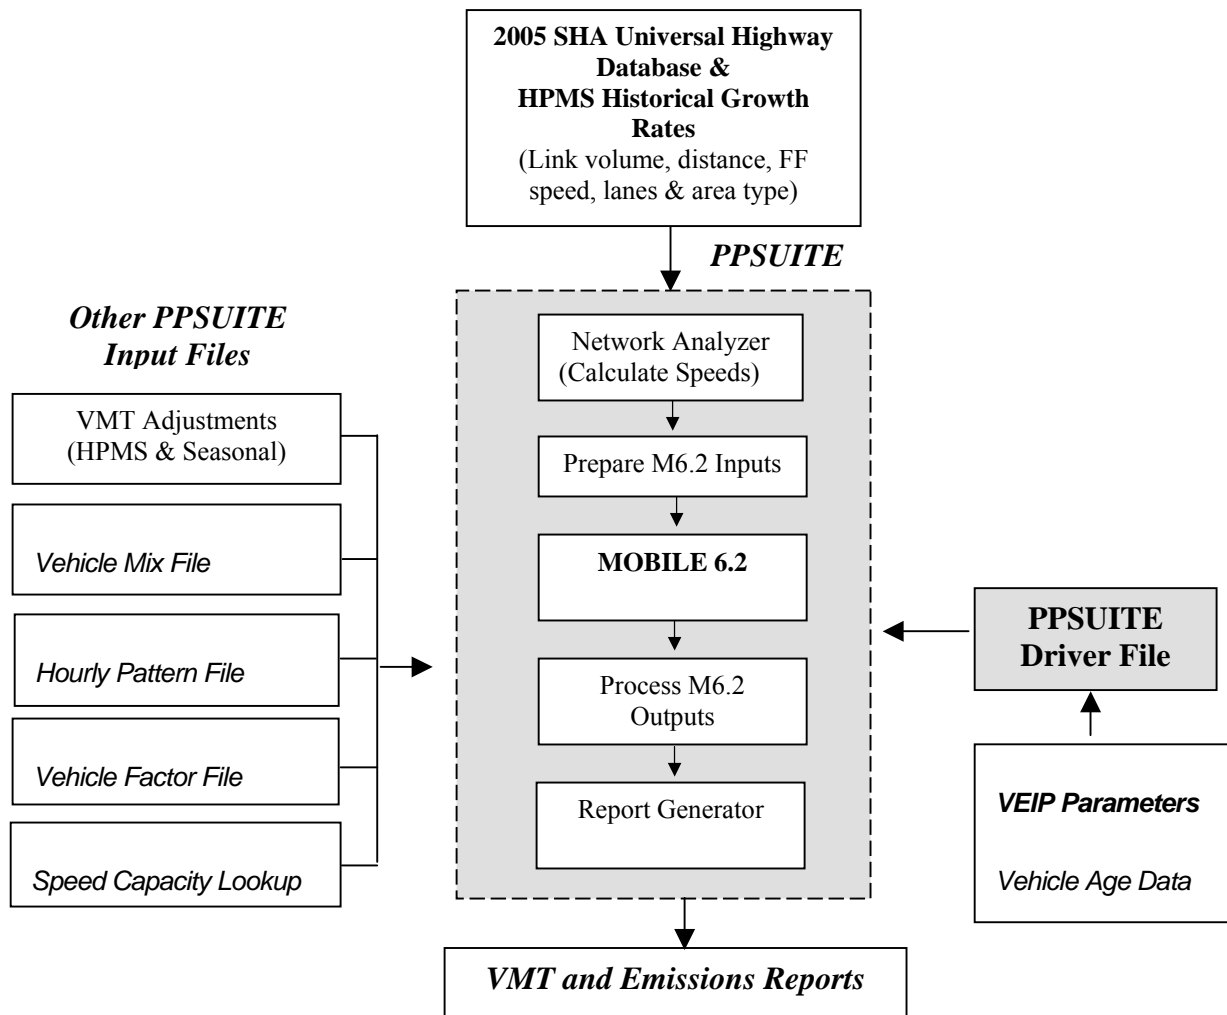 2005 SHA Universal Highway
Database &
HPMS Historical Growth
Rates
(Link volume, distance, FF
speed, lanes & area type)
PPSUITE
Other PPSUITE
Input Files
VMT Adjustments
(HPMS & Seasonal)
Vehicle Mix File
Hourly Pattern File
Vehicle Factor File
Speed Capacity Lookup
Network Analyzer
(Calculate Speeds)
Prepare M6.2 Inputs
MOBILE 6.2
Process M6.2
Outputs
Report Generator
PPSUITE
Driver File
VEIP Parameters
Vehicle Age Data
VMT and Emissions Reports